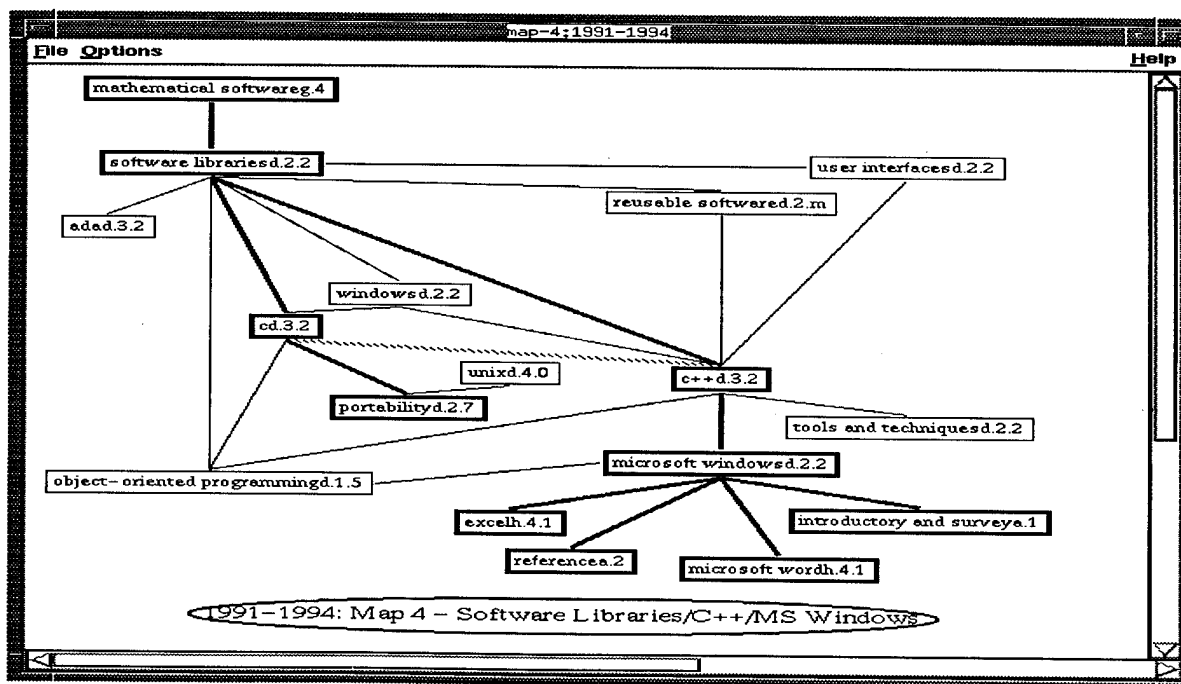 map-4:1991-1994
File Options Help
mathematical softwareg.4
software librariesd.2.2
user interfacesd.2.2
reusable softwared.2.m
adad.3.2
windowsd.2.2
cd.3.2
unixd.4.0
c++d.3.2
portabilityd.2.7
tools and techniquesd.2.2
microsoft windowsd.2.2
object-oriented programmingd.1.5
excelh.4.1
introductory and surveya.1
referencea.2
microsoft wordh.4.1
1991-1994: Map 4 - Software Libraries/C++/MS Windows